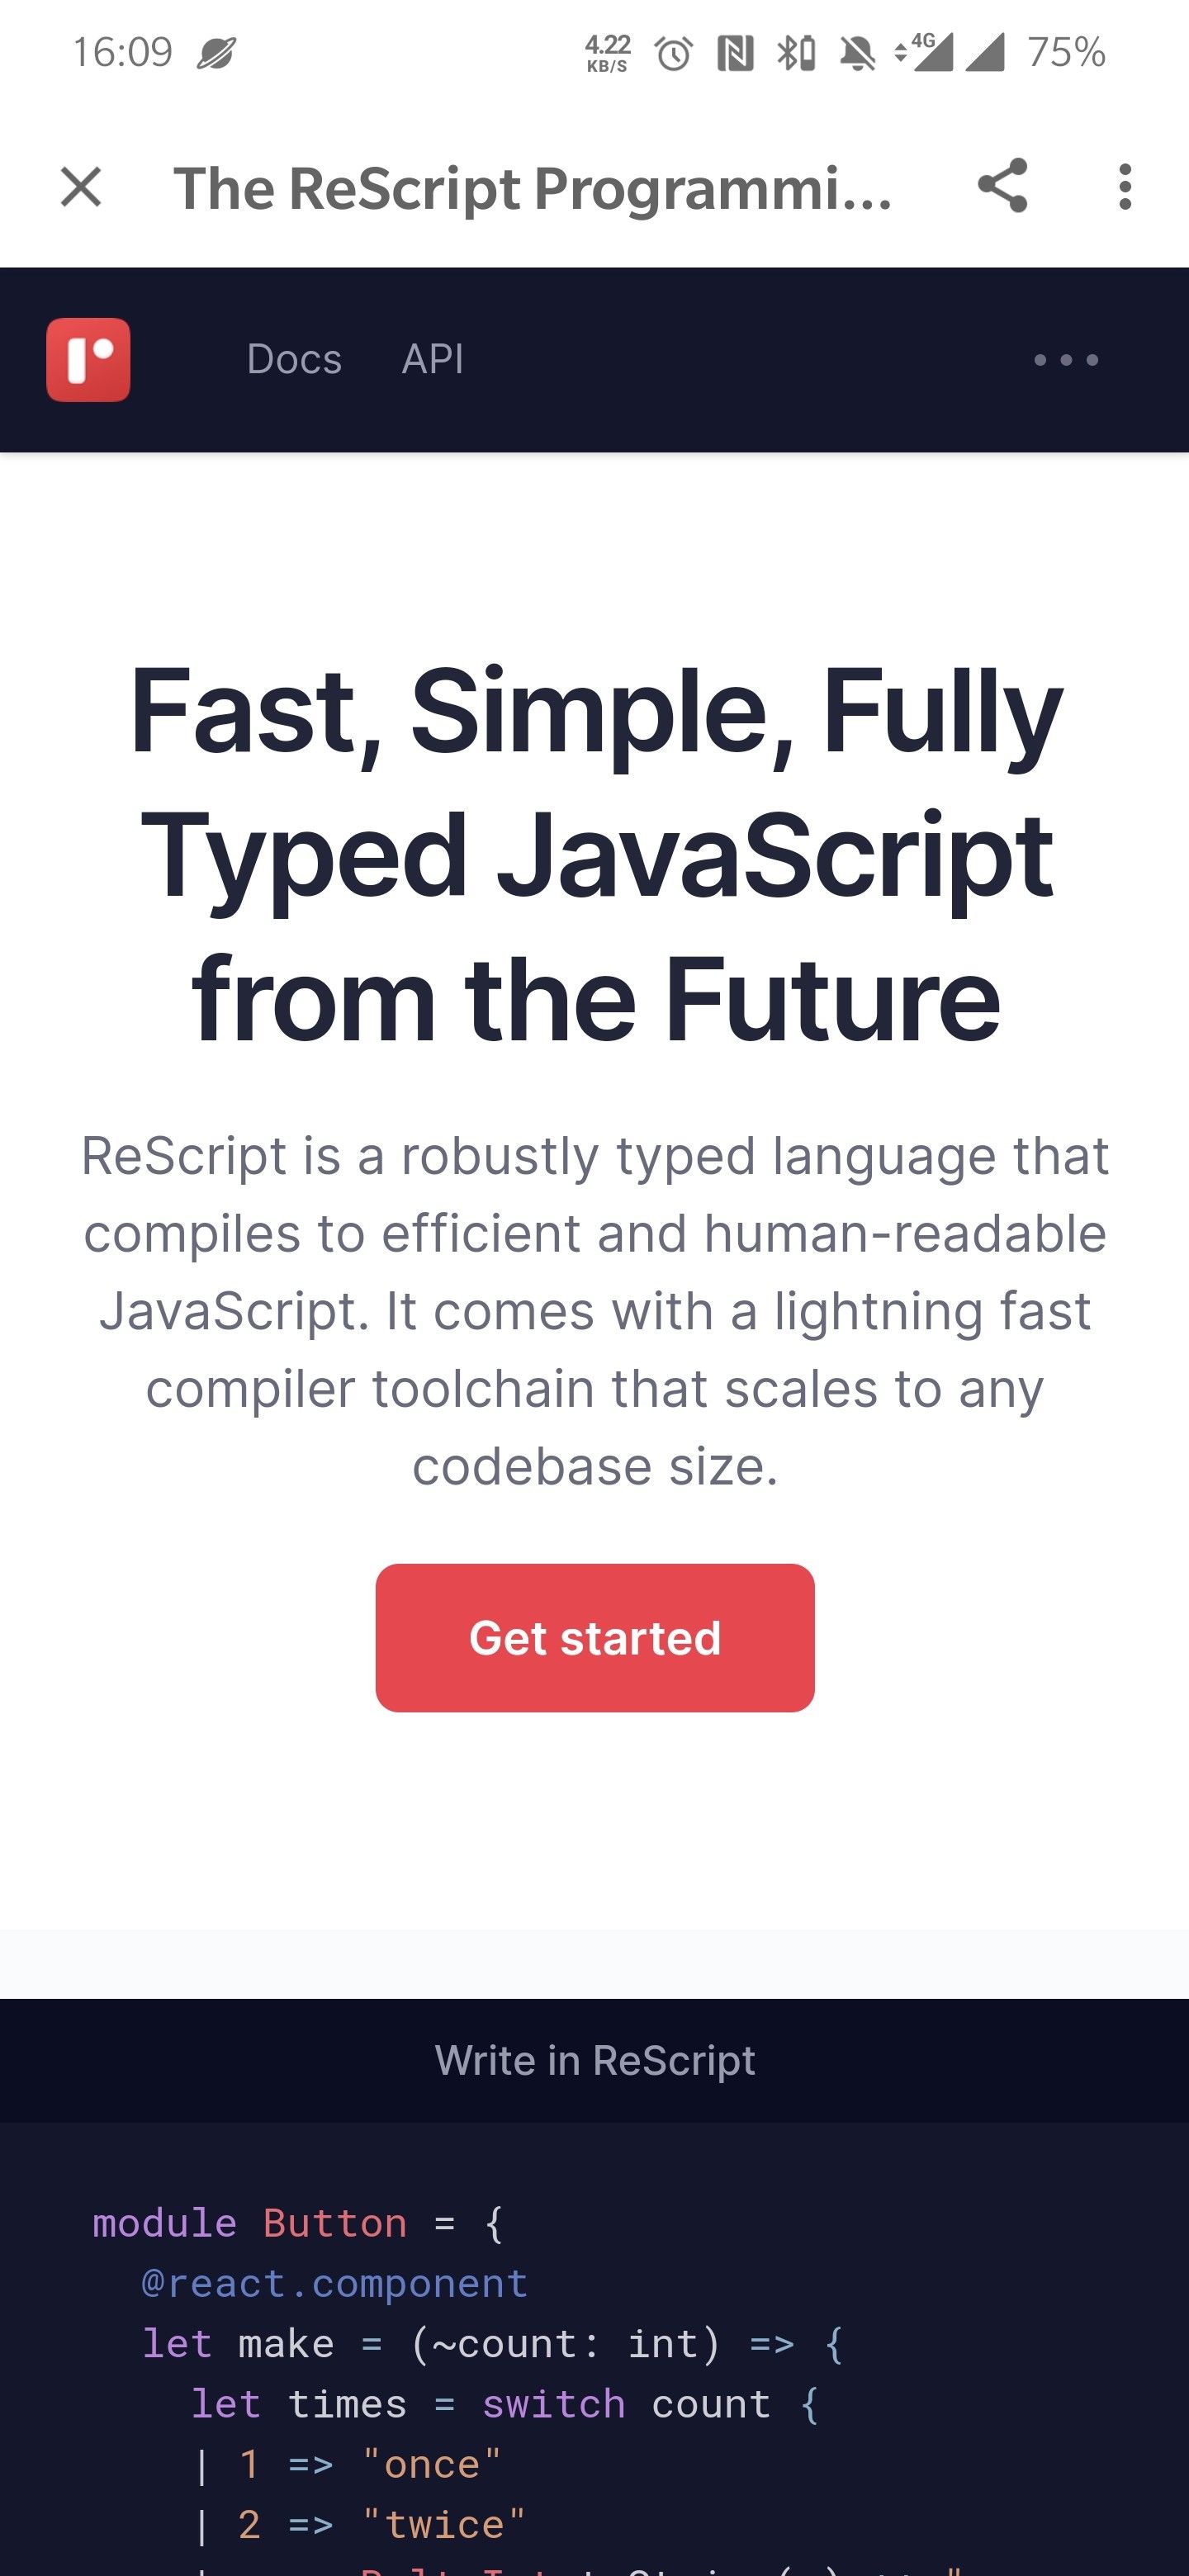 16:09
4.22
KB/S
4G
75%
The ReScript Programmi...
Docs API
Fast, Simple, Fully
Typed JavaScript
from the Future
ReScript is a robustly typed language that
compiles to efficient and human-readable
JavaScript. It comes with a lightning fast
compiler toolchain that scales to any
codebase size.
Get started
Write in ReScript
module Button = {
@react.component
let make = (~count: int) => {
let times = switch count {
| 1 => "once"
| 2 => "twice"